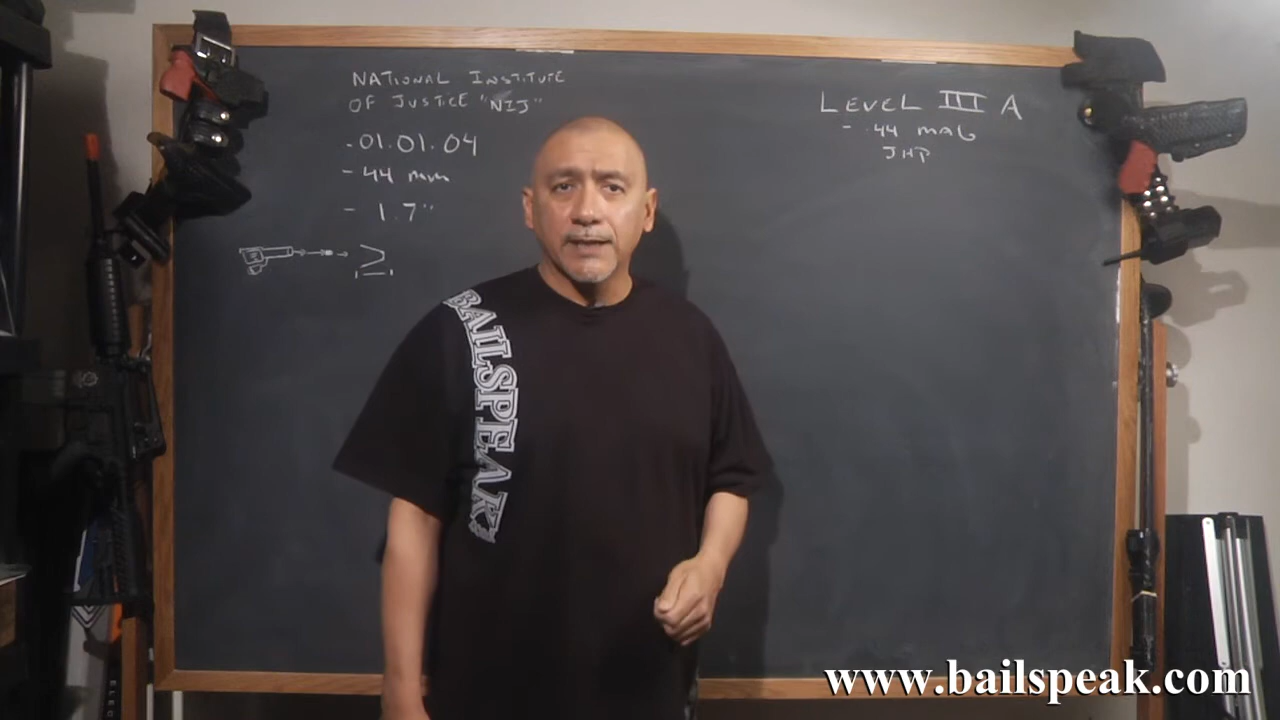 NATIONAL INSTITUTE
OF JUSTICE "NIJ"
- 01.01.04
- 44 mm
- 1.7"
≥
LEVEL III A
- .44 MAG
JHP
BAILSPEAK
www.bailspeak.com